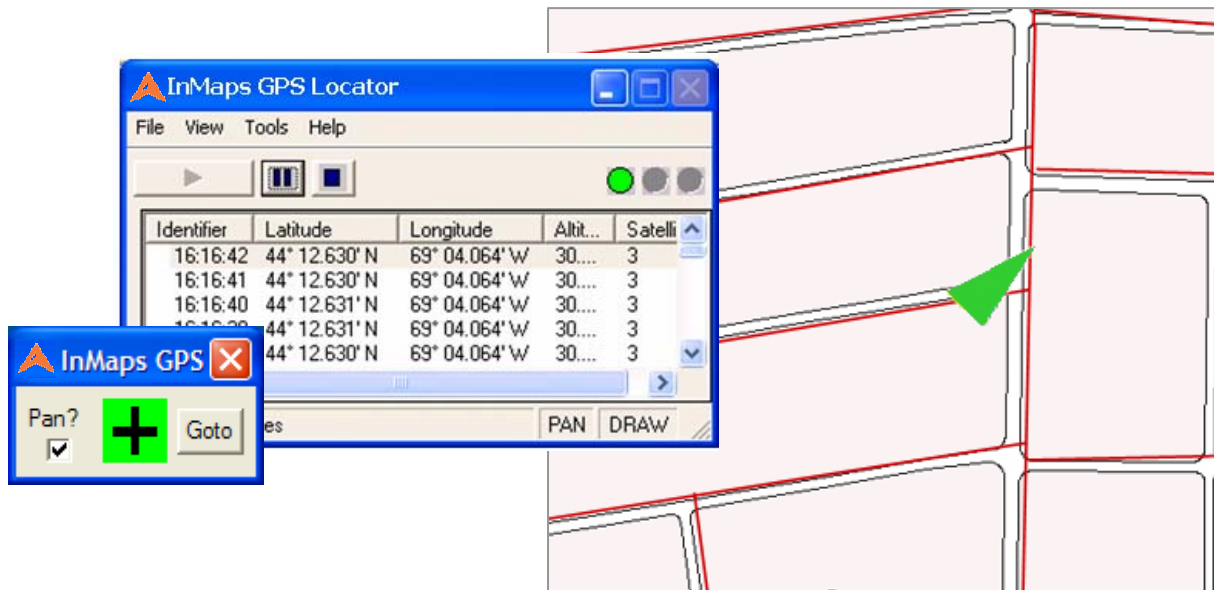 InMaps GPS Locator
File View Tools Help
Identifier Latitude Longitude Altit... Satelli
16:16:42 44° 12.630' N 69° 04.064' W 30.... 3
16:16:41 44° 12.630' N 69° 04.064' W 30.... 3
16:16:40 44° 12.631' N 69° 04.064' W 30.... 3
44° 12.631' N 69° 04.064' W 30.... 3
44° 12.630' N 69° 04.064' W 30.... 3
es PAN DRAW
InMaps GPS
Pan?
Goto